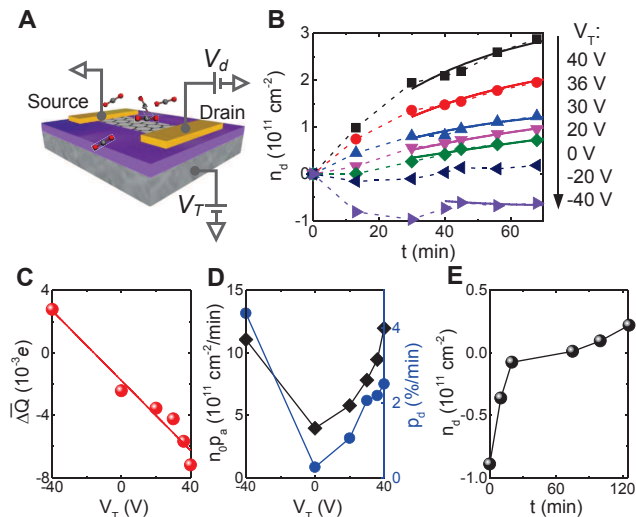 A
V_d
Source
Drain
V_T
B
n_d (10^11 cm^-2)
3
2
1
0
-1
0 20 40 60
t (min)
V_T:
40 V
36 V
30 V
20 V
0 V
-20 V
-40 V
C
ΔQ̅ (10^-3 e)
4
0
-4
-8
-40 0 40
V_T (V)
D
n_0p_a (10^11 cm^-2/min)
15
10
5
0
-40 -20 0 20 40
V_T (V)
4
2
0
p_d (%/min)
E
n_d (10^11 cm^-2)
0.5
0.0
-0.5
-1.0
0 60 120
t (min)